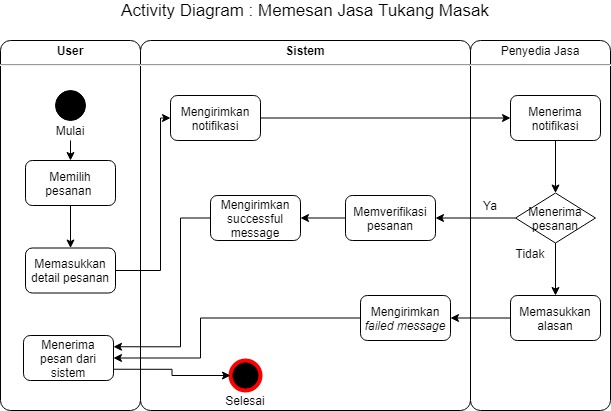 Activity Diagram : Memesan Jasa Tukang Masak
User
Sistem
Penyedia Jasa
Mulai
Mengirimkan
notifikasi
Menerima
notifikasi
Memilih
pesanan
Mengirimkan
successful
message
Memverifikasi
pesanan
Ya
Menerima
pesanan
Tidak
Memasukkan
detail pesanan
Mengirimkan
failed message
Memasukkan
alasan
Menerima
pesan dari
sistem
Selesai